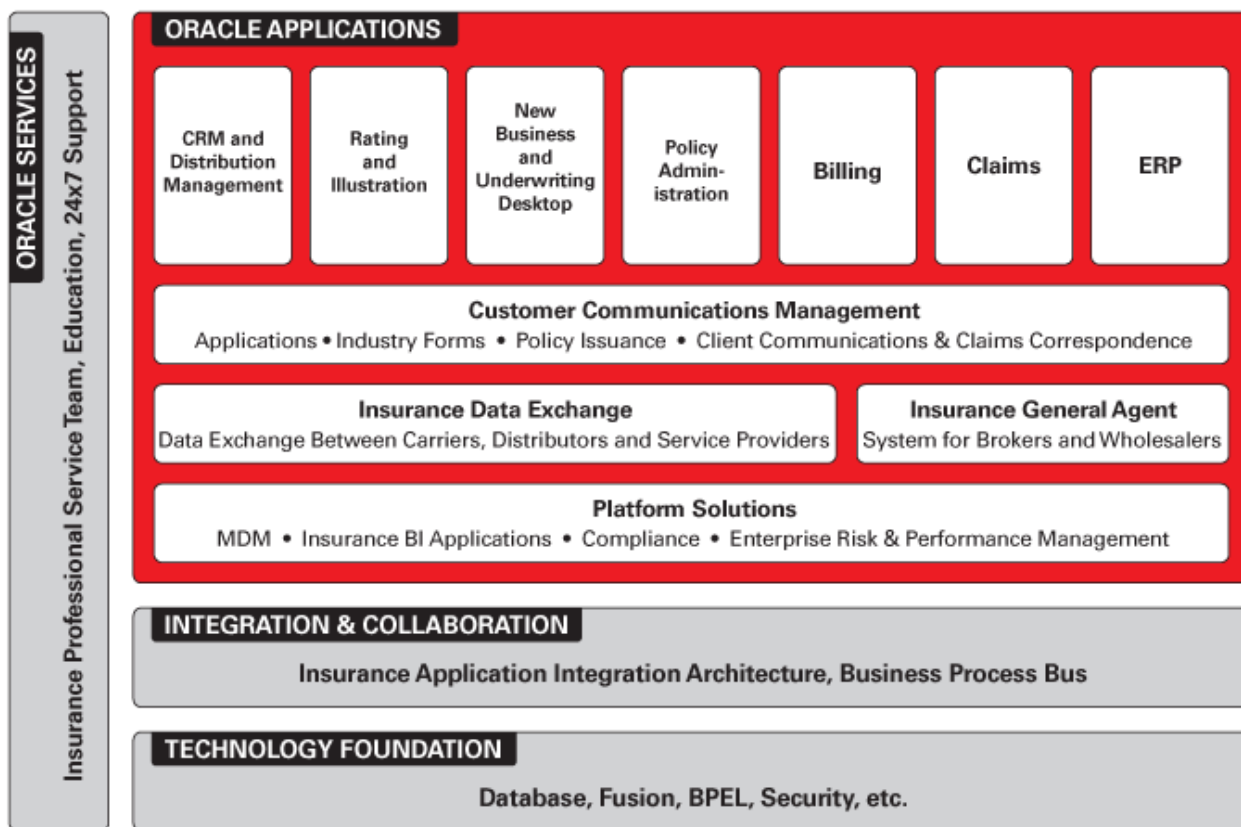 ORACLE SERVICES
Insurance Professional Service Team, Education, 24x7 Support
ORACLE APPLICATIONS
CRM and
Distribution
Management
Rating
and
Illustration
New
Business
and
Underwriting
Desktop
Policy
Admin-
istration
Billing
Claims
ERP
Customer Communications Management
Applications • Industry Forms • Policy Issuance • Client Communications & Claims Correspondence
Insurance Data Exchange
Data Exchange Between Carriers, Distributors and Service Providers
Insurance General Agent
System for Brokers and Wholesalers
Platform Solutions
MDM • Insurance BI Applications • Compliance • Enterprise Risk & Performance Management
INTEGRATION & COLLABORATION
Insurance Application Integration Architecture, Business Process Bus
TECHNOLOGY FOUNDATION
Database, Fusion, BPEL, Security, etc.